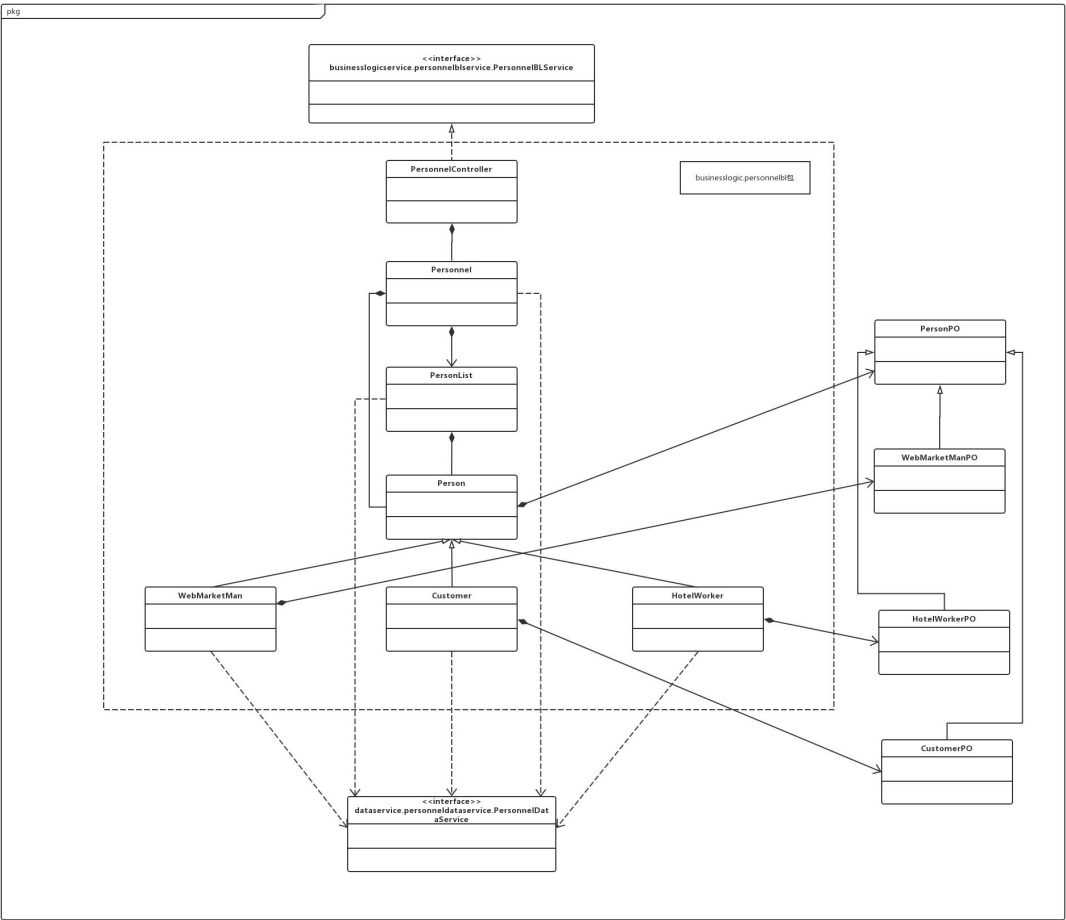 pkg
<<interface>>
businesslogicservice.personnelblservice.PersonnelBLService
PersonnelController
businesslogic.personnelbl包
Personnel
PersonList
Person
PersonPO
WebMarketManPO
WebMarketMan
Customer
HotelWorker
HotelWorkerPO
CustomerPO
<<interface>>
dataservice.personneldataservice.PersonnelDat
aService